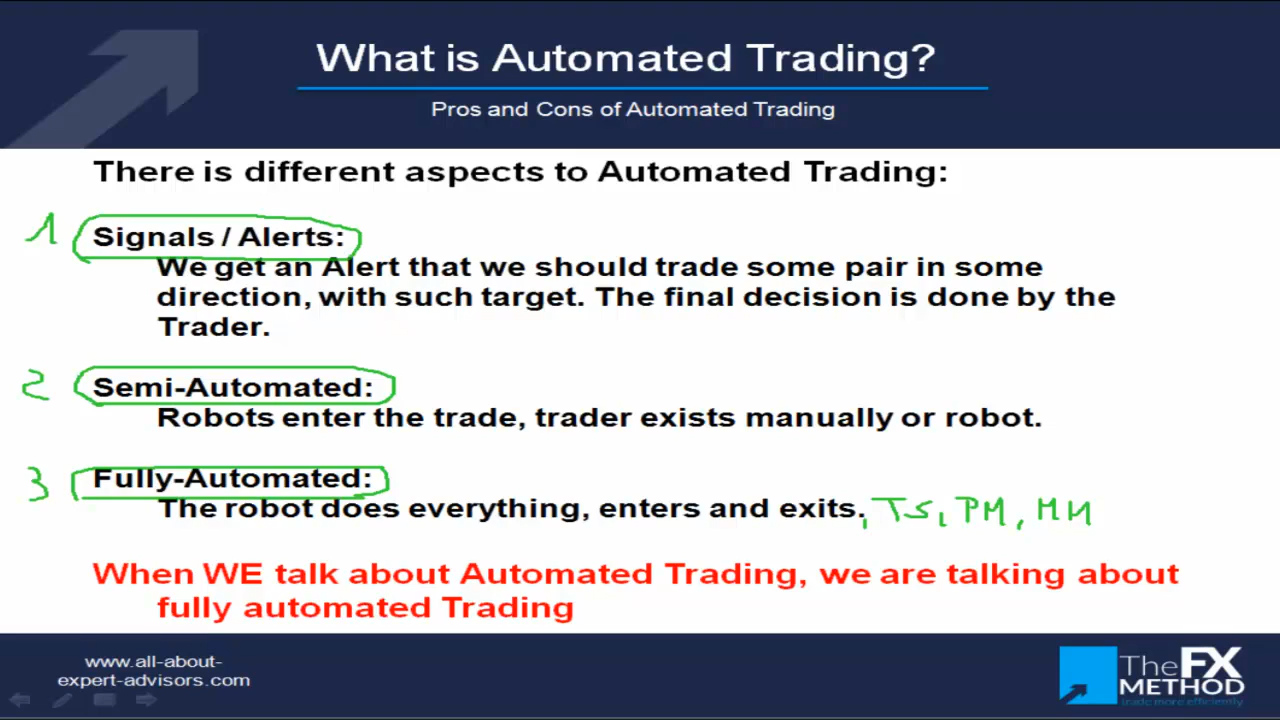 What is Automated Trading?
Pros and Cons of Automated Trading
There is different aspects to Automated Trading:
1 Signals / Alerts:
We get an Alert that we should trade some pair in some
direction, with such target. The final decision is done by the
Trader.
2 Semi-Automated:
Robots enter the trade, trader exists manually or robot.
3 Fully-Automated:
The robot does everything, enters and exits., TS, PM, MM
When WE talk about Automated Trading, we are talking about
fully automated Trading
www.all-about-
expert-advisors.com
The FX
METHOD
trade more efficiently